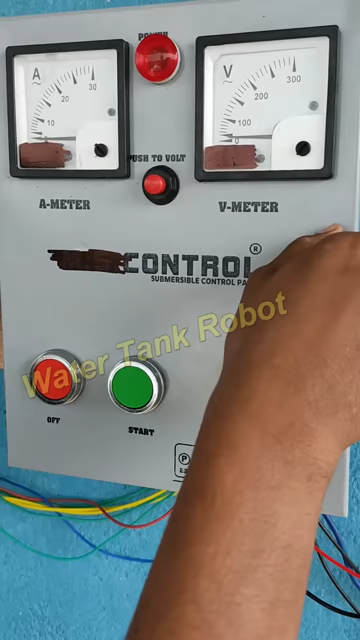 POWER
A
10
20
30
V
0
100
200
300
PUSH TO VOLT
A-METER
V-METER
CONTROL®
SUBMERSIBLE CONTROL PA
Water Tank Robot
OFF
START
P